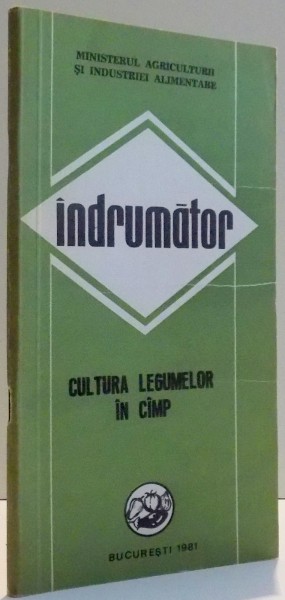 MINISTERUL AGRICULTURII
ȘI INDUSTRIEI ALIMENTARE
îndrumător
CULTURA LEGUMELOR
ÎN CÎMP
BUCUREȘTI 1981